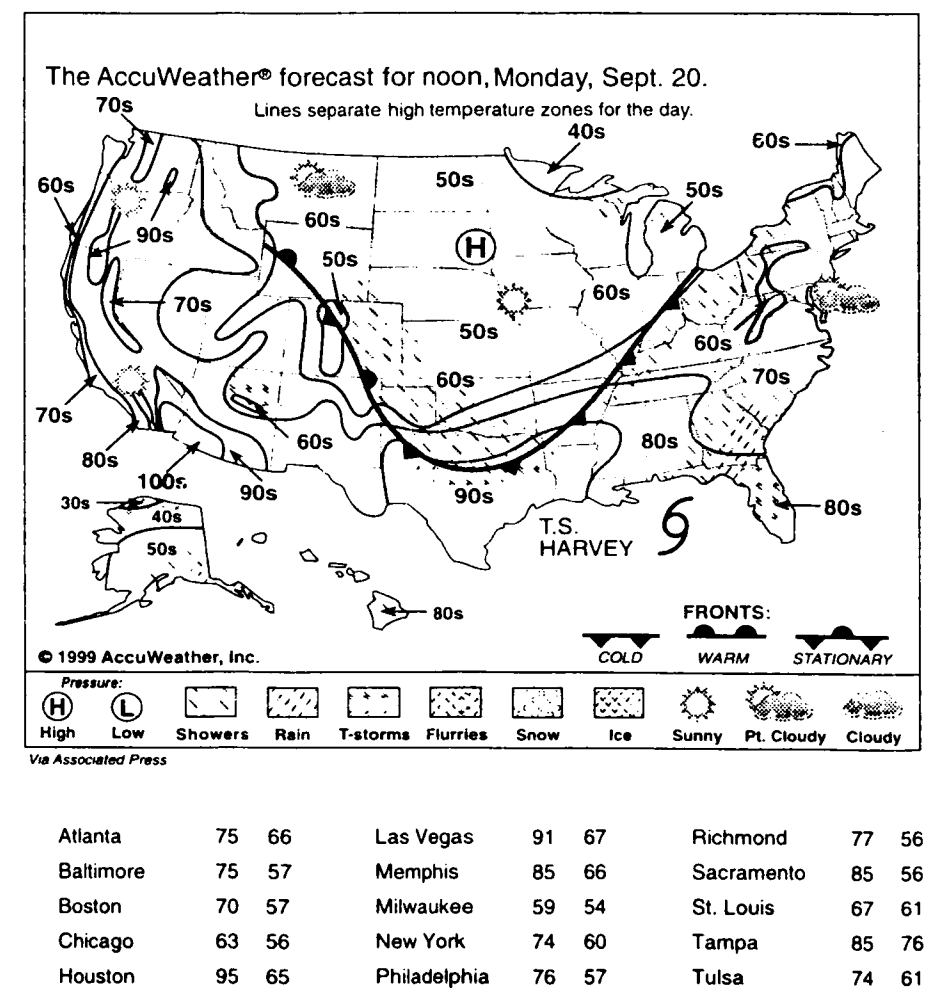 The AccuWeather® forecast for noon, Monday, Sept. 20.
Lines separate high temperature zones for the day.
70s
40s
60s
50s
60s
50s
60s
90s
50s
H
70s
60s
50s
60s
60s
70s
70s
80s
60s
80s
100s
90s
90s
80s
T.S.
HARVEY
30s
40s
50s
80s
FRONTS:
COLD WARM STATIONARY
© 1999 AccuWeather, Inc.
Pressure:
H L
High Low Showers Rain T-storms Flurries Snow Ice Sunny Pt. Cloudy Cloudy
Via Associated Press
Atlanta 75 66 Las Vegas 91 67 Richmond 77 56
Baltimore 75 57 Memphis 85 66 Sacramento 85 56
Boston 70 57 Milwaukee 59 54 St. Louis 67 61
Chicago 63 56 New York 74 60 Tampa 85 76
Houston 95 65 Philadelphia 76 57 Tulsa 74 61